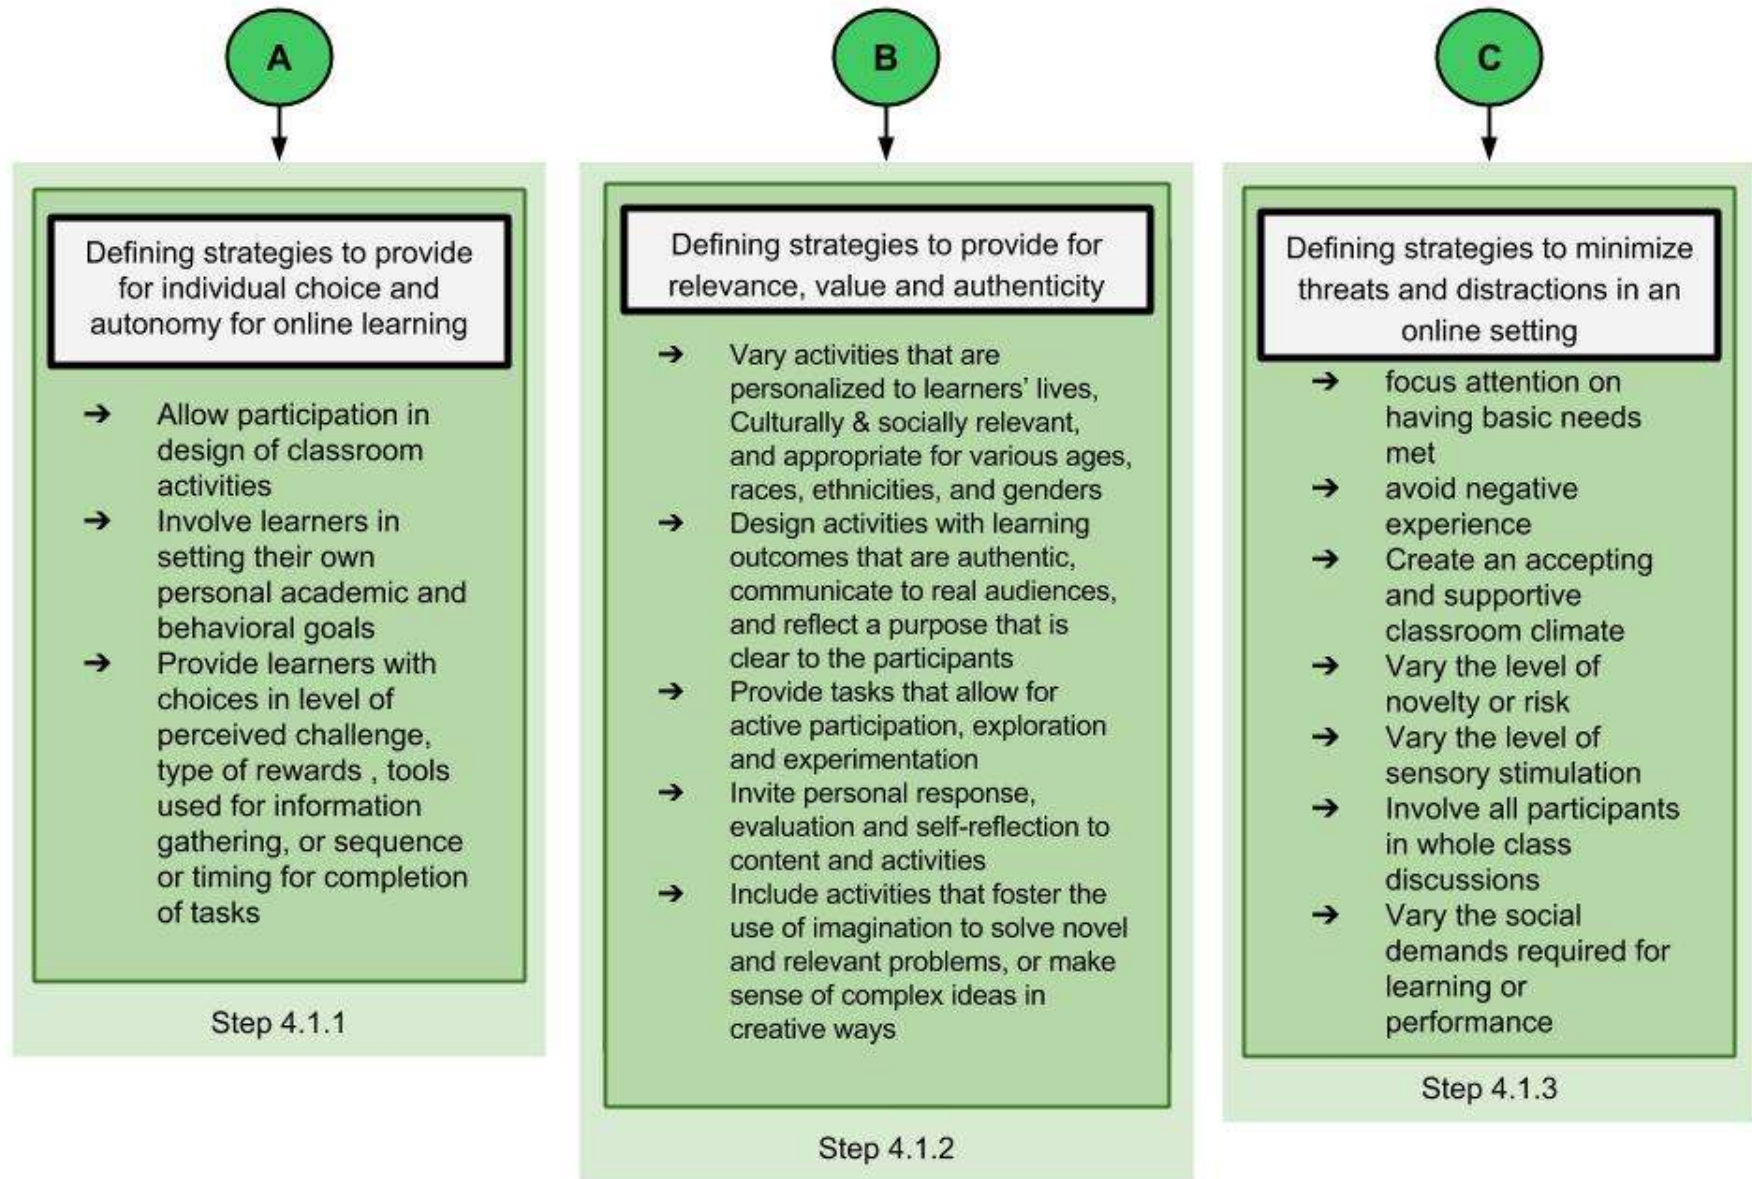 A
Defining strategies to provide
for individual choice and
autonomy for online learning
➔ Allow participation in
design of classroom
activities
➔ Involve learners in
setting their own
personal academic and
behavioral goals
➔ Provide learners with
choices in level of
perceived challenge,
type of rewards , tools
used for information
gathering, or sequence
or timing for completion
of tasks
Step 4.1.1
B
Defining strategies to provide for
relevance, value and authenticity
➔ Vary activities that are
personalized to learners’ lives,
Culturally & socially relevant,
and appropriate for various ages,
races, ethnicities, and genders
➔ Design activities with learning
outcomes that are authentic,
communicate to real audiences,
and reflect a purpose that is
clear to the participants
➔ Provide tasks that allow for
active participation, exploration
and experimentation
➔ Invite personal response,
evaluation and self-reflection to
content and activities
➔ Include activities that foster the
use of imagination to solve novel
and relevant problems, or make
sense of complex ideas in
creative ways
Step 4.1.2
C
Defining strategies to minimize
threats and distractions in an
online setting
➔ focus attention on
having basic needs
met
➔ avoid negative
experience
➔ Create an accepting
and supportive
classroom climate
➔ Vary the level of
novelty or risk
➔ Vary the level of
sensory stimulation
➔ Involve all participants
in whole class
discussions
➔ Vary the social
demands required for
learning or
performance
Step 4.1.3